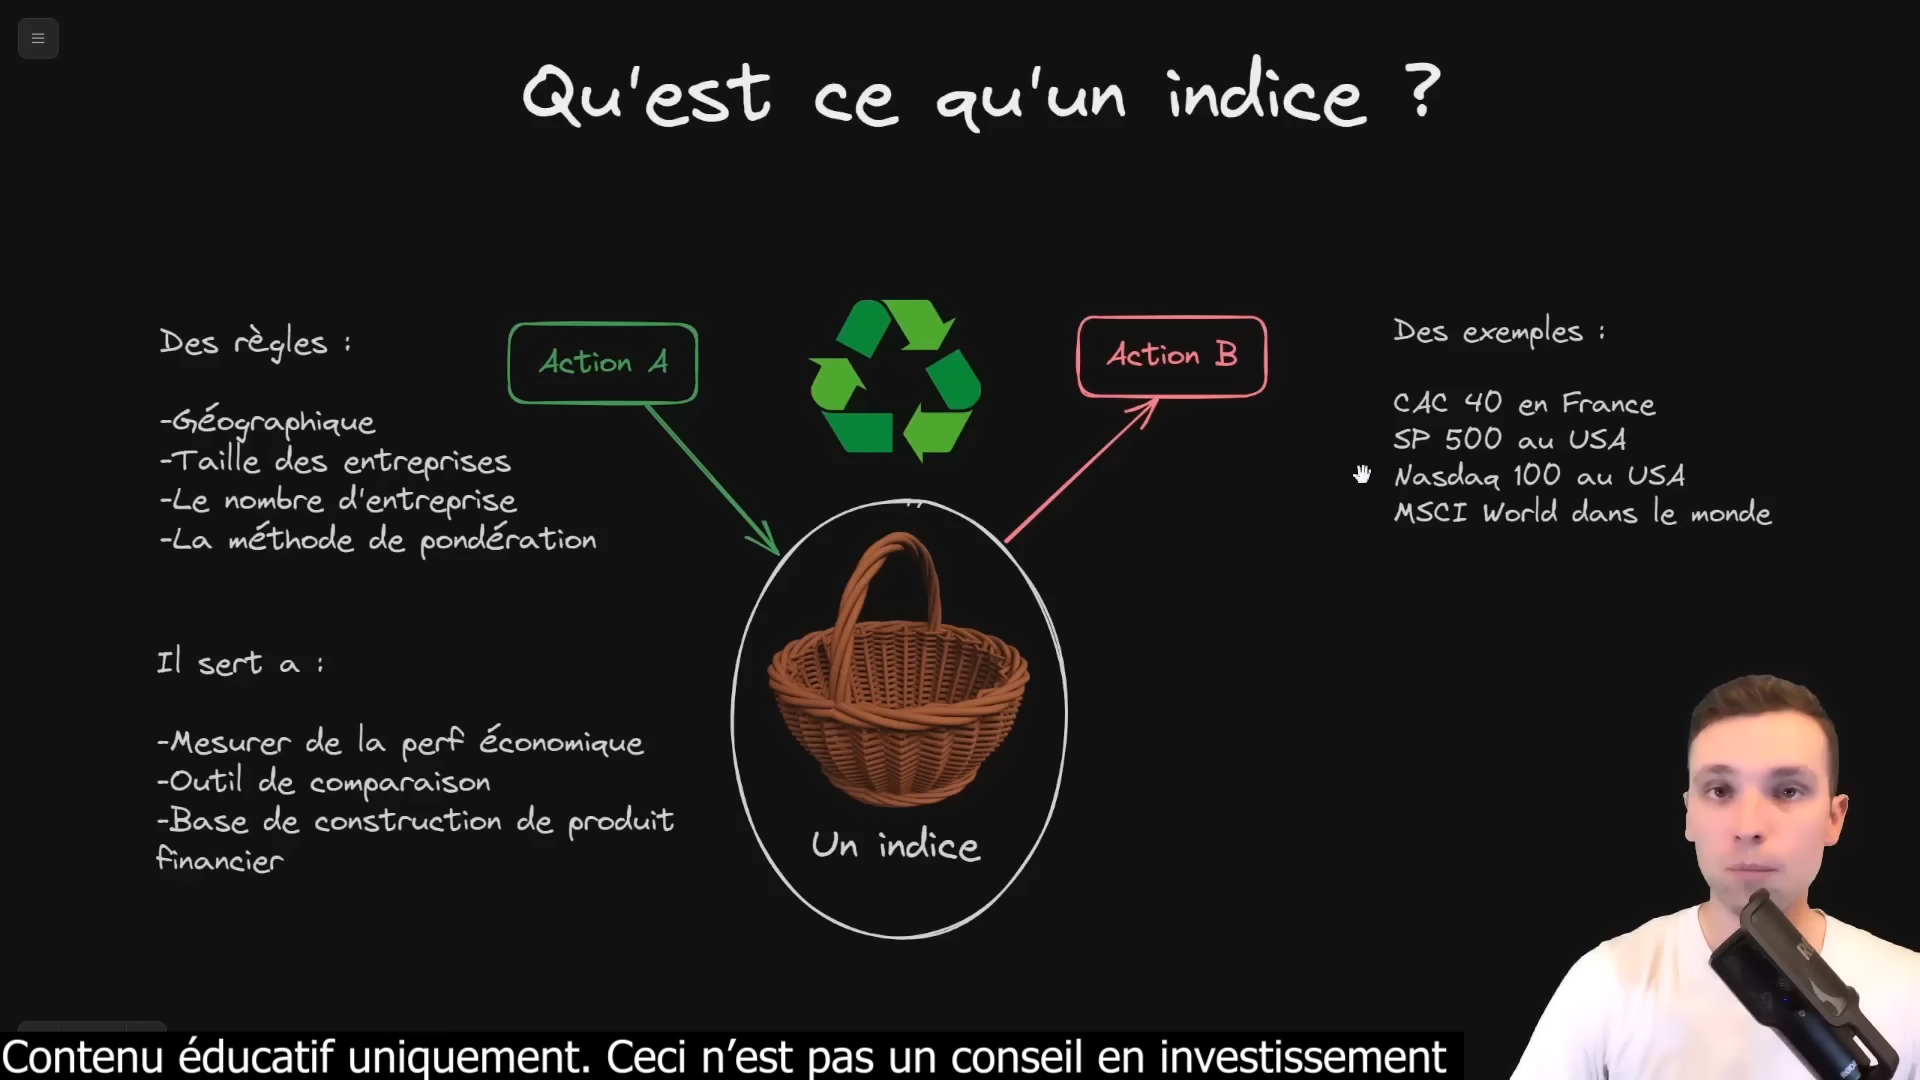 Qu'est ce qu'un indice ?
Des règles :
-Géographique
-Taille des entreprises
-Le nombre d'entreprise
-La méthode de pondération
Il sert a :
-Mesurer de la perf économique
-Outil de comparaison
-Base de construction de produit
financier
Action A
Action B
Un indice
Des exemples :
CAC 40 en France
SP 500 au USA
Nasdaq 100 au USA
MSCI World dans le monde
Contenu éducatif uniquement. Ceci n’est pas un conseil en investissement